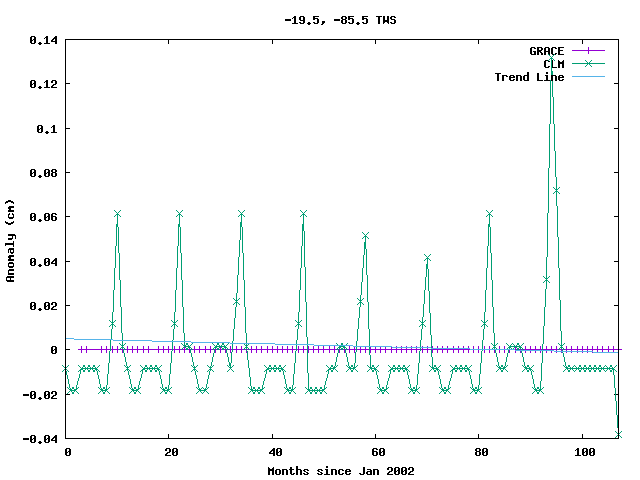 -19.5, -85.5 TWS
GRACE
CLM
Trend Line
0.14
0.12
0.1
0.08
0.06
0.04
0.02
0
-0.02
-0.04
Anomaly (cm)
0 20 40 60 80 100
Months since Jan 2002